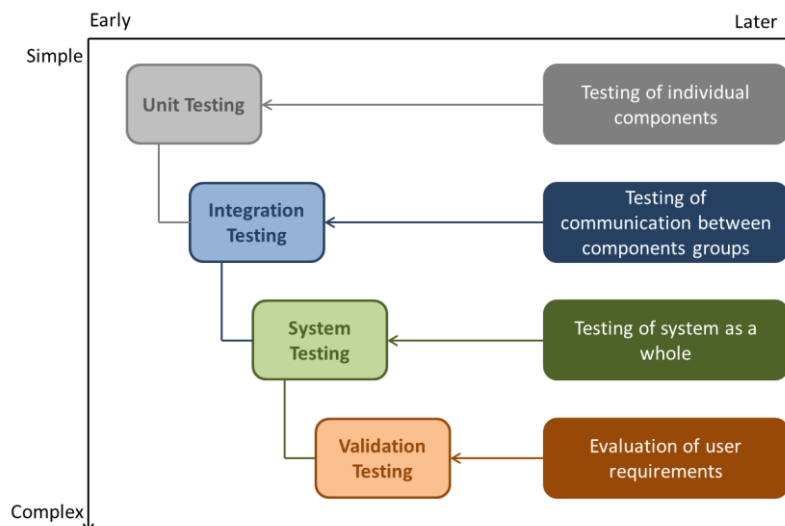 Early
Later
Simple
Unit Testing
Testing of individual
components
Integration
Testing
Testing of
communication between
components groups
System
Testing
Testing of system as a
whole
Validation
Testing
Evaluation of user
requirements
Complex